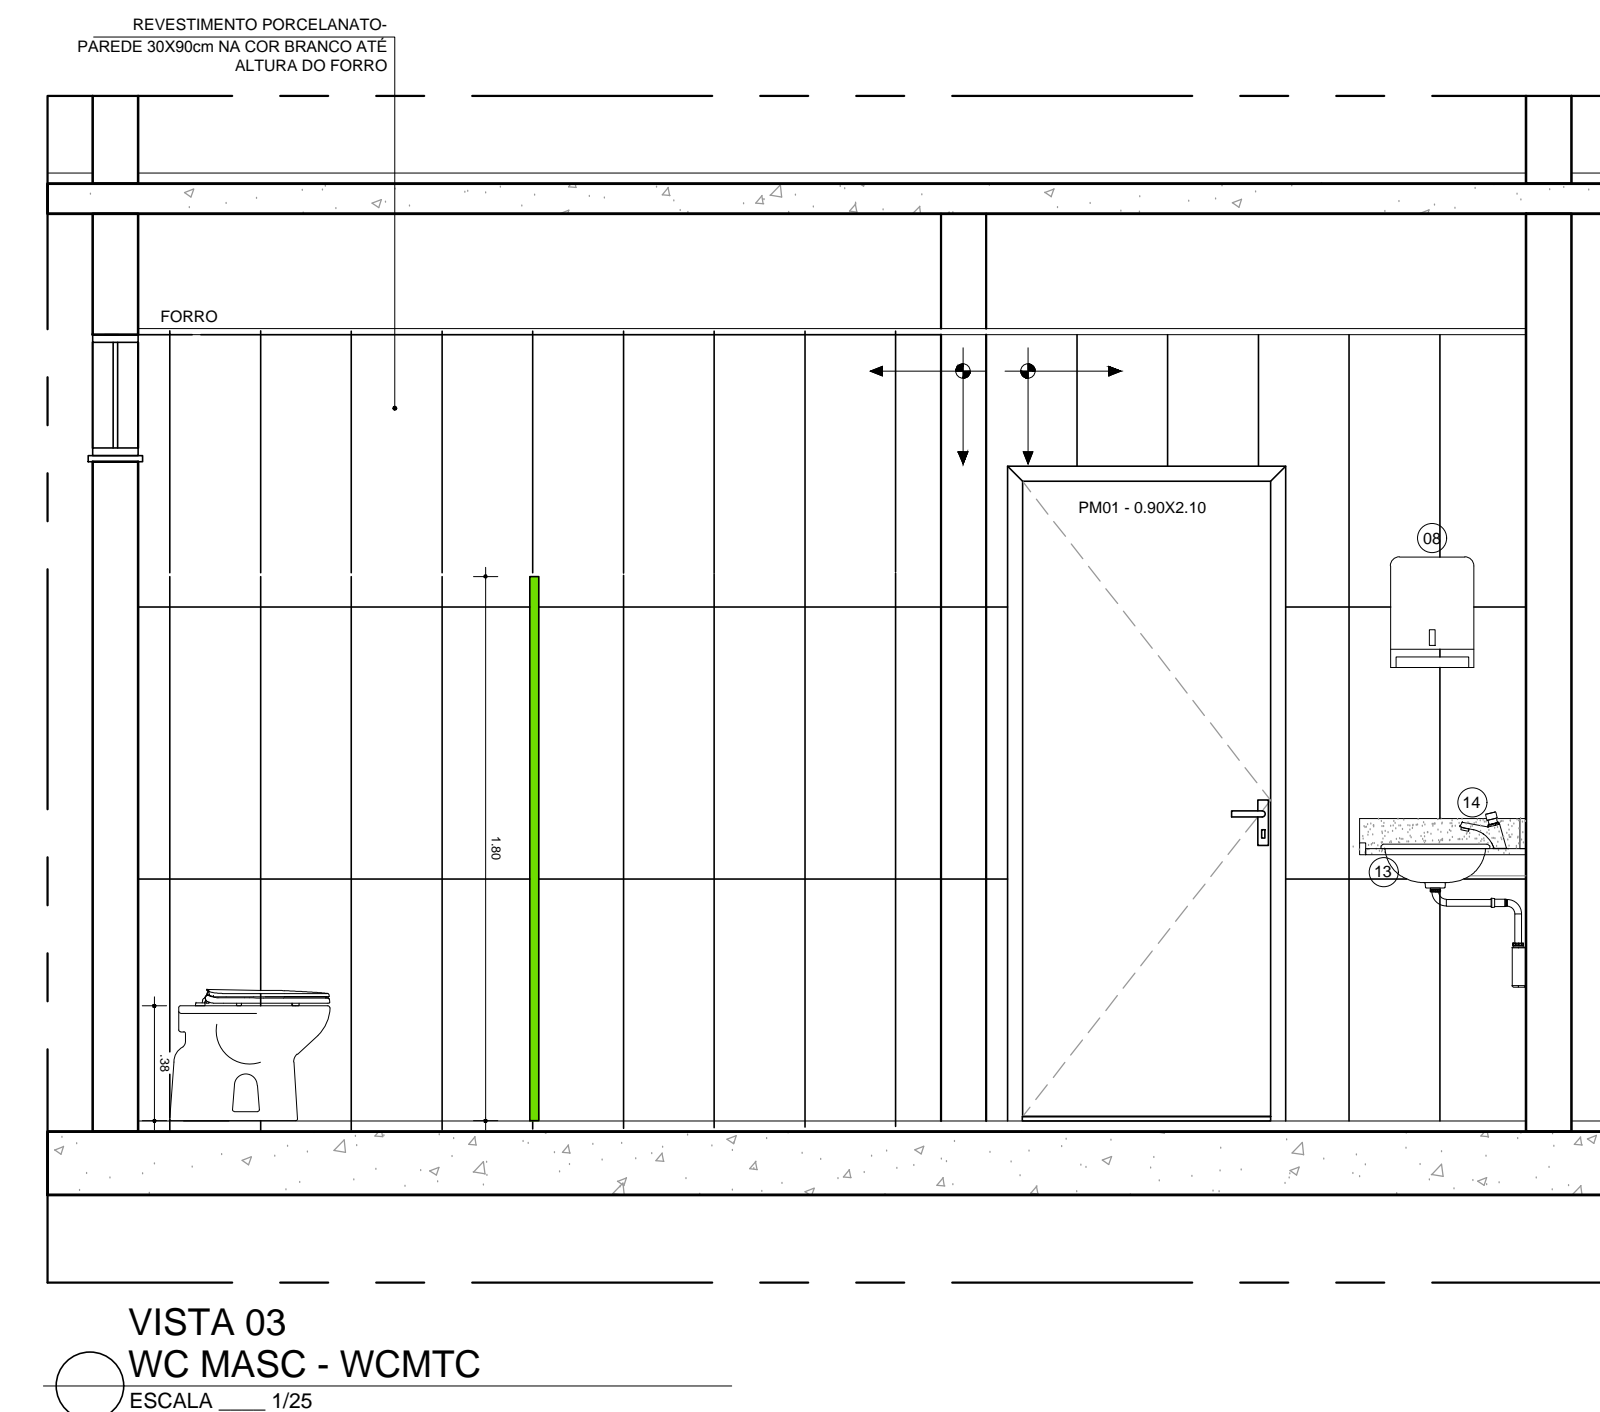 REVESTIMENTO PORCELANATO-
PAREDE 30X90cm NA COR BRANCO ATÉ
ALTURA DO FORRO
FORRO
PM01 - 0.90X2.10
08
14
1.80
13
.38
VISTA 03
WC MASC - WCMTC
ESCALA ____ 1/25